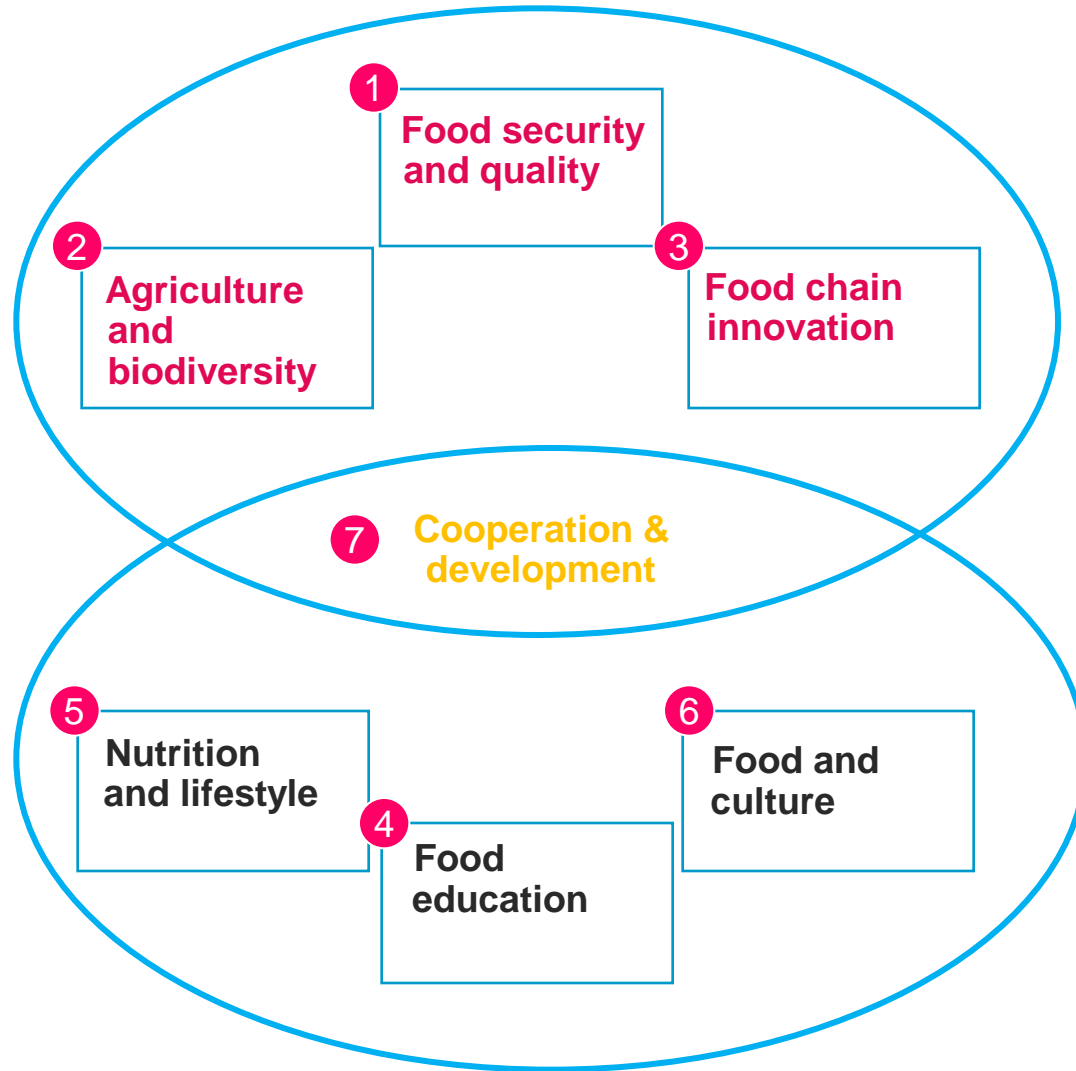 1
Food security
and quality
2
Agriculture
and
biodiversity
3
Food chain
innovation
7
Cooperation &
development
5
Nutrition
and lifestyle
4
Food
education
6
Food and
culture